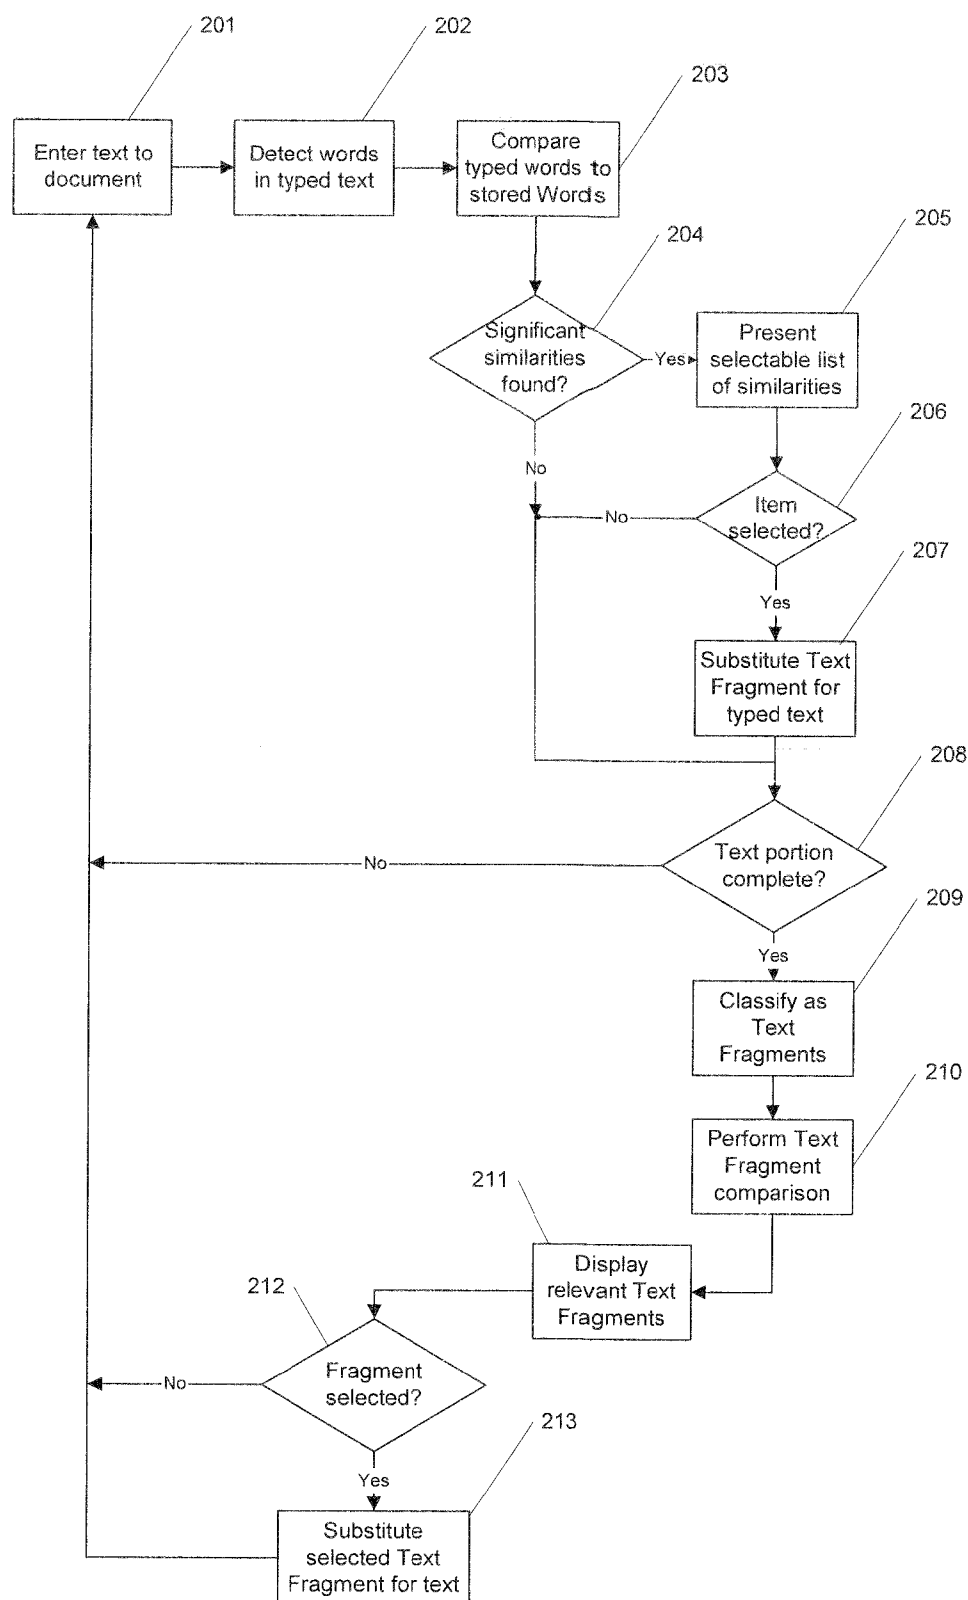 201
202
203
Enter text to
document
Detect words
in typed text
Compare
typed words to
stored Words
204
205
Significant
similarities
found?
Yes
Present
selectable list
of similarities
206
No
Item
selected?
No
207
Yes
Substitute Text
Fragment for
typed text
208
Text portion
complete?
No
209
Yes
Classify as
Text
Fragments
210
Perform Text
Fragment
comparison
211
Display
relevant Text
Fragments
212
Fragment
selected?
No
213
Yes
Substitute
selected Text
Fragment for text